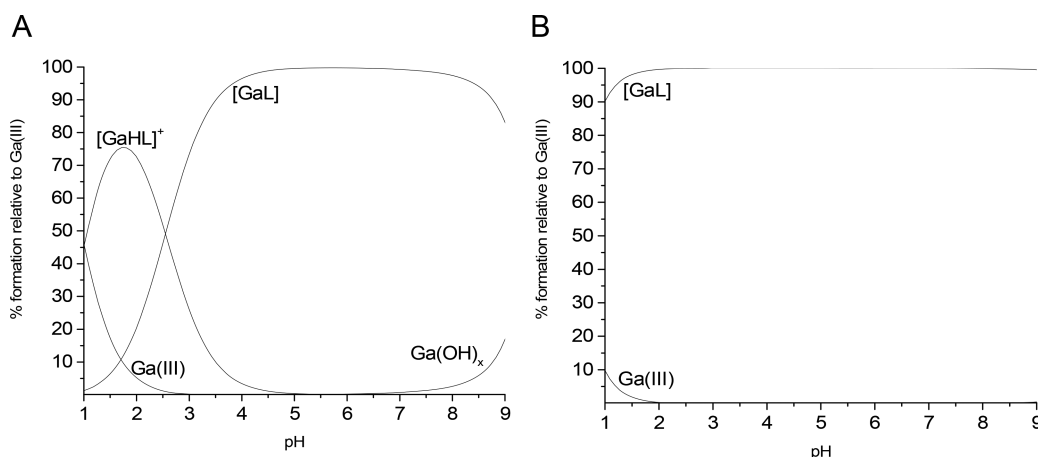 A
% formation relative to Ga(III)
100
90
80
70
60
50
40
30
20
10
[GaHL]+
[GaL]
Ga(III)
Ga(OH)x
1 2 3 4 5 6 7 8 9
pH
B
% formation relative to Ga(III)
100
90
80
70
60
50
40
30
20
10
[GaL]
Ga(III)
1 2 3 4 5 6 7 8 9
pH